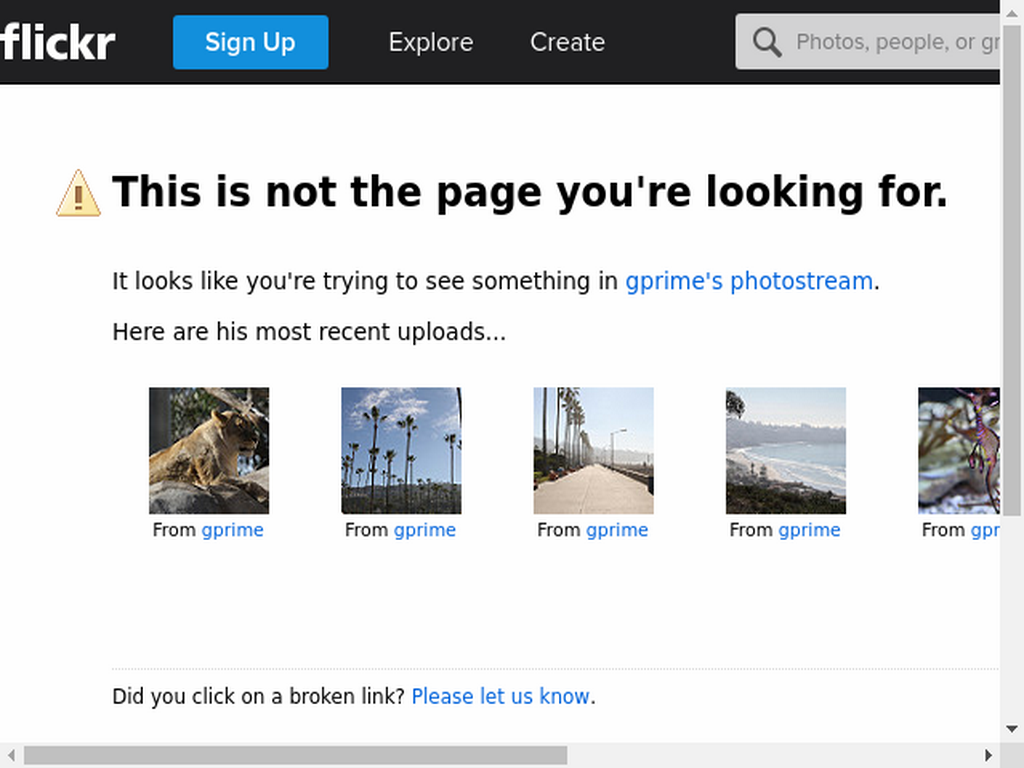 flickr Sign Up Explore Create Photos, people, or gr
This is not the page you're looking for.
It looks like you're trying to see something in gprime's photostream.
Here are his most recent uploads...
From gprime From gprime From gprime From gprime From gpr
Did you click on a broken link? Please let us know.